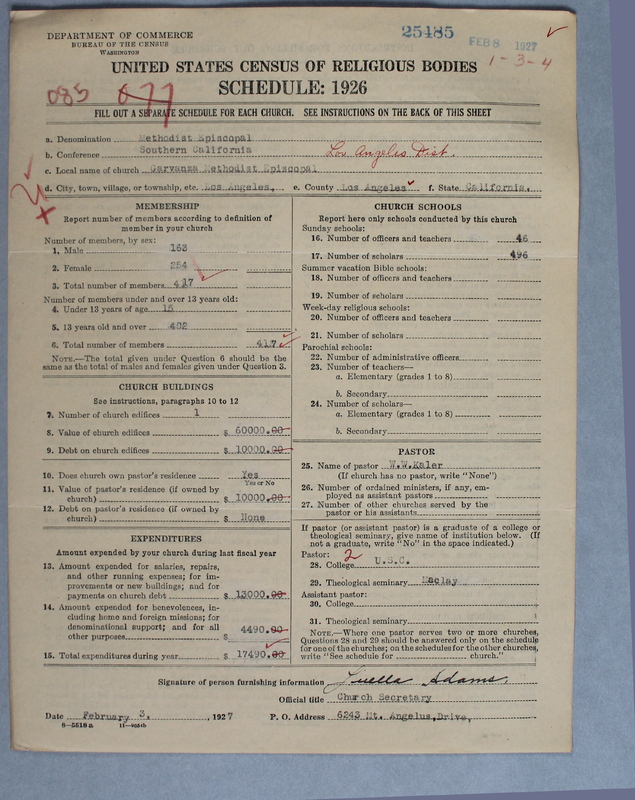 DEPARTMENT OF COMMERCE
BUREAU OF THE CENSUS
WASHINGTON
25485
FEB 8 1927
1-3-4
UNITED STATES CENSUS OF RELIGIOUS BODIES
SCHEDULE: 1926
085 077
FILL OUT A SEPARATE SCHEDULE FOR EACH CHURCH. SEE INSTRUCTIONS ON THE BACK OF THIS SHEET
a. Denomination Methodist Episcopal
b. Conference Southern California Los Angeles Dist.
c. Local name of church Garvanza Methodist Episcopal
d. City, town, village, or township, etc. Los Angeles, e. County Los Angeles f. State California.
MEMBERSHIP
Report number of members according to definition of
member in your church
Number of members, by sex:
1. Male 163
2. Female 254
3. Total number of members 417
Number of members under and over 13 years old:
4. Under 13 years of age 15
5. 13 years old and over 402
6. Total number of members 417
NOTE.—The total given under Question 6 should be the
same as the total of males and females given under Question 3.
CHURCH BUILDINGS
See instructions, paragraphs 10 to 12
7. Number of church edifices 1
8. Value of church edifices $ 60000.00
9. Debt on church edifices $ 10000.00
10. Does church own pastor's residence Yes
Yes or No
11. Value of pastor's residence (if owned by
church) $ 10000.00
12. Debt on pastor's residence (if owned by
church) $ None
EXPENDITURES
Amount expended by your church during last fiscal year
13. Amount expended for salaries, repairs,
and other running expenses; for im-
provements or new buildings; and for
payments on church debt $ 13000.00
14. Amount expended for benevolences, in-
cluding home and foreign missions; for
denominational support; and for all
other purposes $ 4490.00
15. Total expenditures during year $ 17490.00
CHURCH SCHOOLS
Report here only schools conducted by this church
Sunday schools:
16. Number of officers and teachers 46
17. Number of scholars 496
Summer vacation Bible schools:
18. Number of officers and teachers
19. Number of scholars
Week-day religious schools:
20. Number of officers and teachers
21. Number of scholars
Parochial schools:
22. Number of administrative officers
23. Number of teachers—
a. Elementary (grades 1 to 8)
b. Secondary
24. Number of scholars—
a. Elementary (grades 1 to 8)
b. Secondary
PASTOR
25. Name of pastor W.W.Kaler
(If church has no pastor, write "None")
26. Number of ordained ministers, if any, em-
ployed as assistant pastors
27. Number of other churches served by the
pastor or his assistants
If pastor (or assistant pastor) is a graduate of a college or
theological seminary, give name of institution below. (If
not a graduate, write "No" in the space indicated.)
Pastor: 2
28. College U.S.C.
29. Theological seminary Maclay
Assistant pastor:
30. College
31. Theological seminary
NOTE.—Where one pastor serves two or more churches,
Questions 28 and 29 should be answered only on the schedule
for one of the churches; on the schedules for the other churches,
write "See schedule for church."
Signature of person furnishing information Luella Adams
Official title Church Secretary
Date February 3, 1927 P. O. Address 6243 Mt. Angelus,Drive,
8—5518a